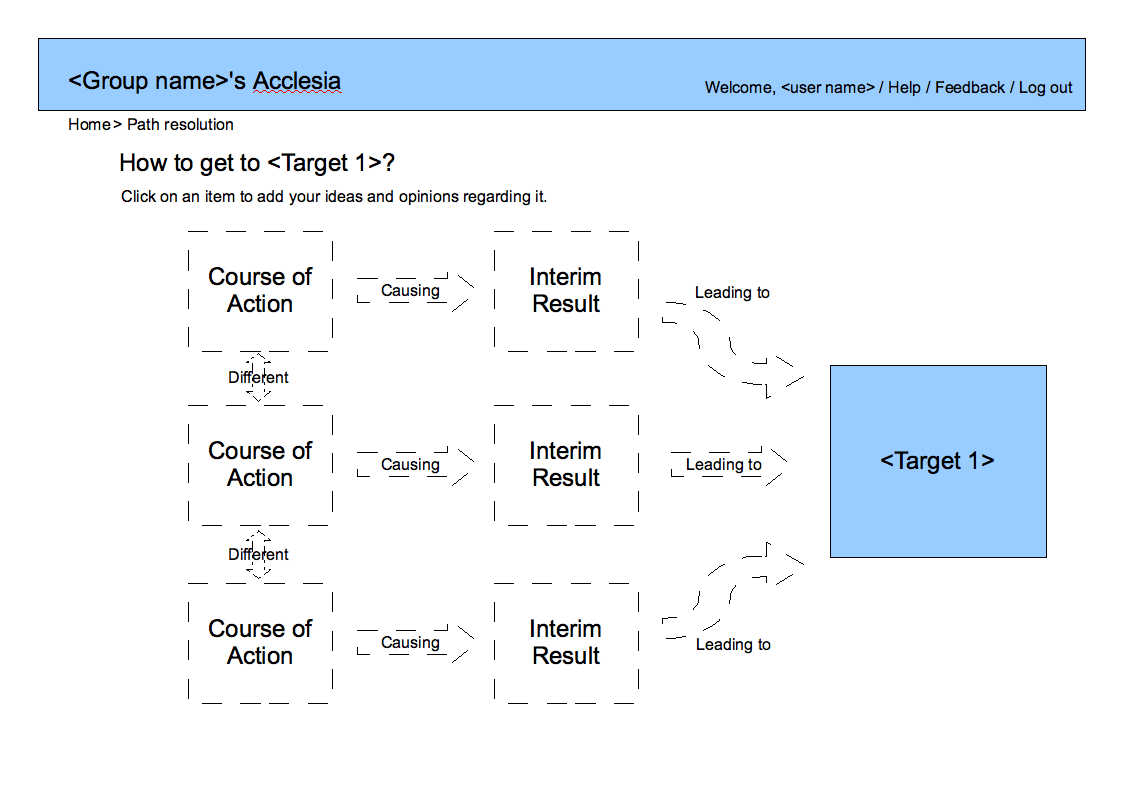 <Group name>'s Acclesia
Welcome, <user name> / Help / Feedback / Log out
Home > Path resolution
How to get to <Target 1>?
Click on an item to add your ideas and opinions regarding it.
Course of
Action
Causing
Interim
Result
Leading to
Different
Course of
Action
Causing
Interim
Result
Leading to
<Target 1>
Different
Course of
Action
Causing
Interim
Result
Leading to